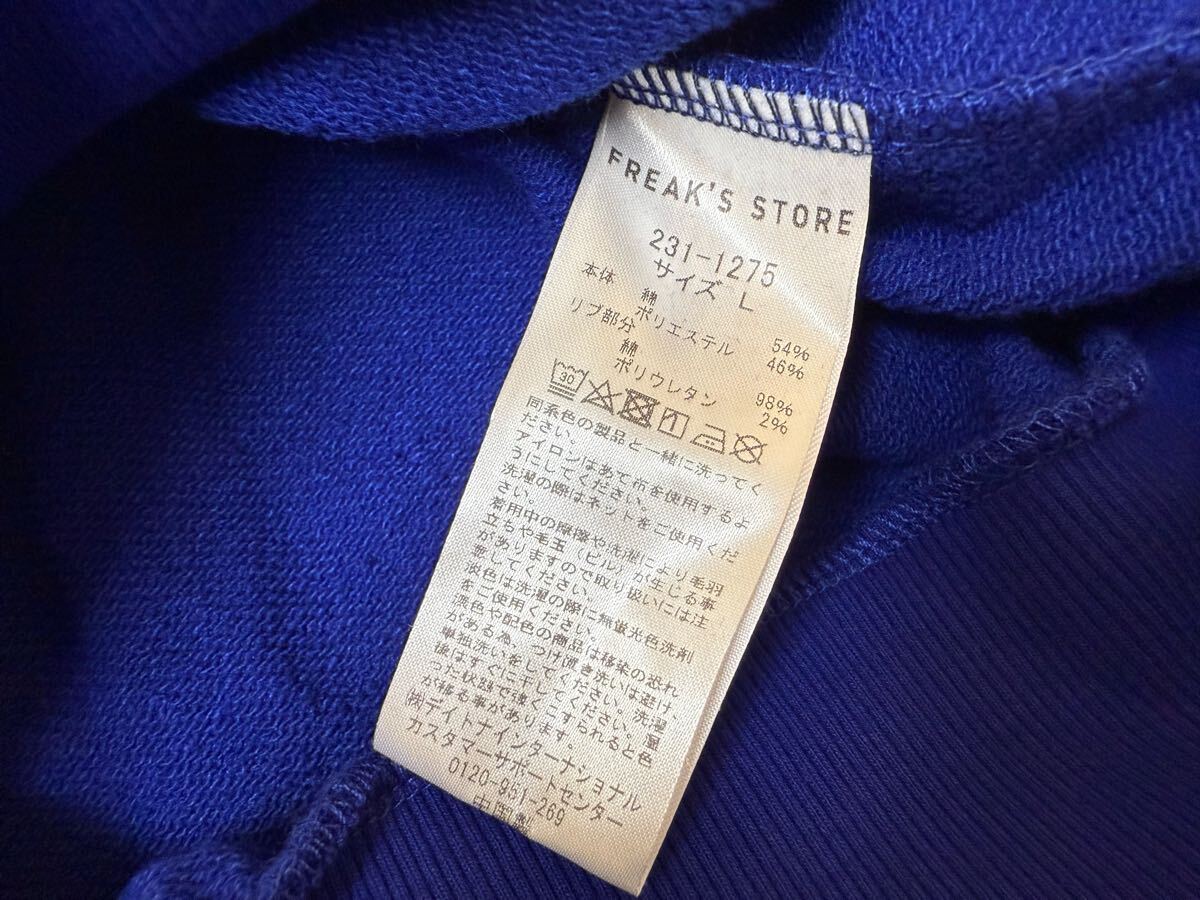 FREAK'S STORE
231-1275
サイズ L
本体 綿 54%
ポリエステル 46%
リブ部分 綿 98%
ポリウレタン 2%
30
同系色の製品と一緒に洗ってく
ださい。
アイロンはあて布を使用するよ
うにしてください。
洗濯の際はネットをご使用くだ
さい。
着用中の摩擦や洗濯により毛羽
立ちや毛玉（ピル）が生じる事
がありますので取り扱いには注
意してください。
淡色は洗濯の際に無蛍光色洗剤
をご使用ください。
濃色や配色の商品は移染の恐れ
がある為、つけ置き洗いは避け、
単独洗いをしてください。洗濯
後はすぐに干してください。湿
った状態で強くこすられると色
が移る事があります。
㈱デイトナインターナショナル
カスタマーサポートセンター
0120-951-269
中国製